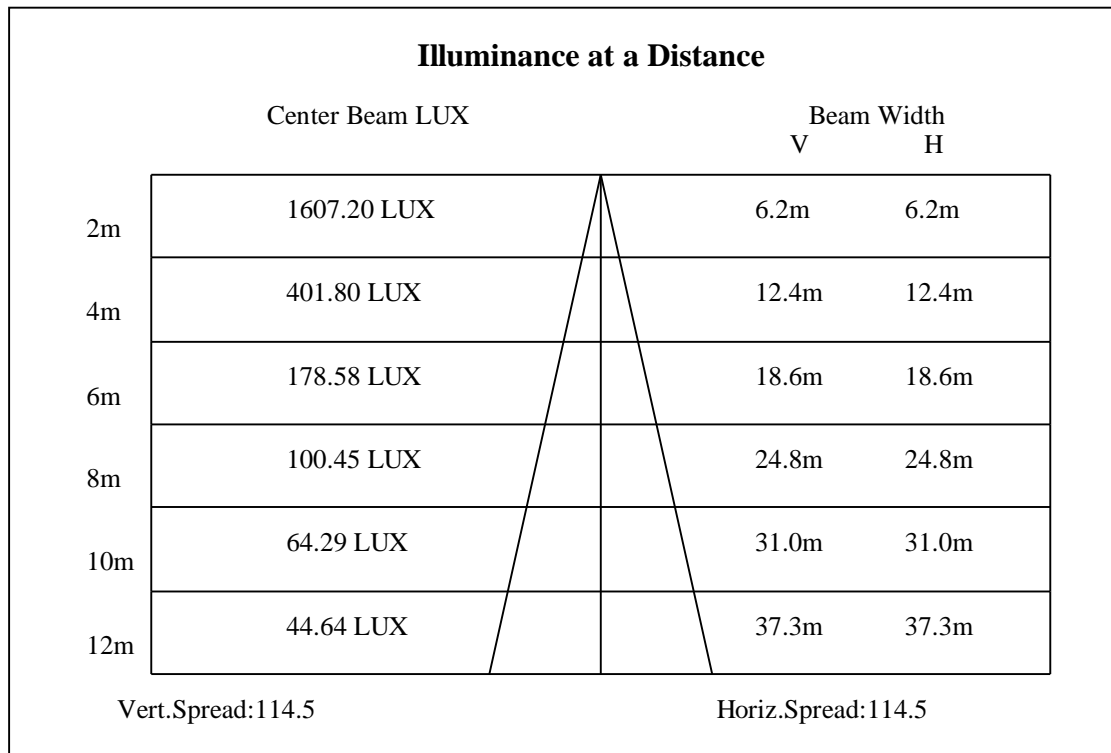 Illuminance at a Distance
Center Beam LUX Beam Width
V H
2m 1607.20 LUX 6.2m 6.2m
4m 401.80 LUX 12.4m 12.4m
6m 178.58 LUX 18.6m 18.6m
8m 100.45 LUX 24.8m 24.8m
10m 64.29 LUX 31.0m 31.0m
12m 44.64 LUX 37.3m 37.3m
Vert.Spread:114.5 Horiz.Spread:114.5